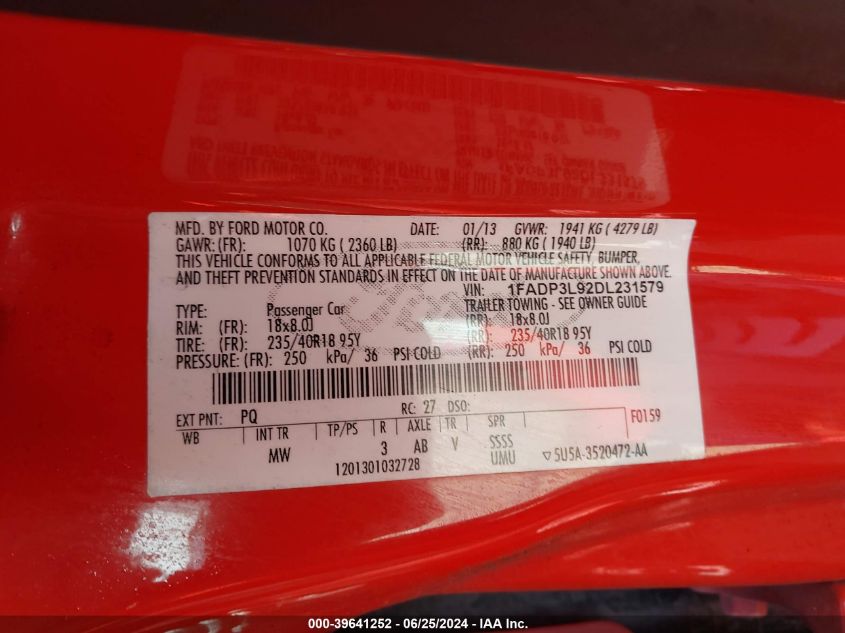 MFD. BY FORD MOTOR CO. DATE: 01/13 GVWR: 1941 KG ( 4279 LB)
GAWR: (FR): 1070 KG ( 2360 LB) (RR): 880 KG ( 1940 LB)
THIS VEHICLE CONFORMS TO ALL APPLICABLE FEDERAL MOTOR VEHICLE SAFETY, BUMPER,
AND THEFT PREVENTION STANDARDS IN EFFECT ON THE DATE OF MANUFACTURE SHOWN ABOVE.
VIN: 1FADP3L92DL231579
TYPE: Passenger Car TRAILER TOWING - SEE OWNER GUIDE
RIM: (FR): 18x8.0J (RR): 18x8.0J
TIRE: (FR): 235/40R18 95Y (RR): 235/40R18 95Y
PRESSURE: (FR): 250 kPa/ 36 PSI COLD (RR): 250 kPa/ 36 PSI COLD
EXT PNT: PQ RC: 27 DSO: F0159
WB INT TR TP/PS R AXLE TR SPR
MW 3 AB V SSSS
1201301032728 UMU ▽5U5A-3520472-AA
000-39641252 / 06/25/2024 / IAA